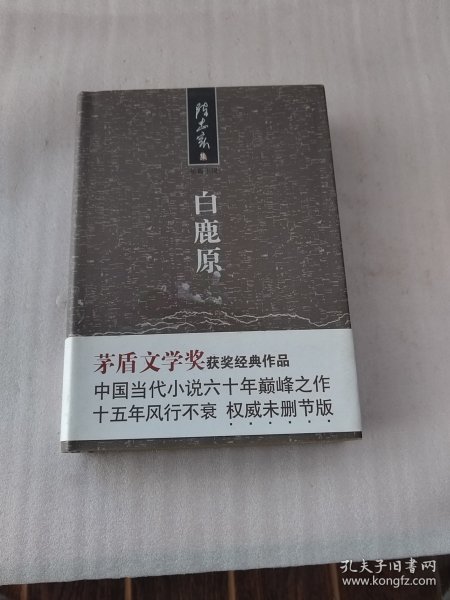 陈忠实
集
白鹿原
茅盾文学奖获奖经典作品
中国当代小说六十年巅峰之作
十五年风行不衰 权威未删节版
孔夫子旧书网
www.kongfz.com